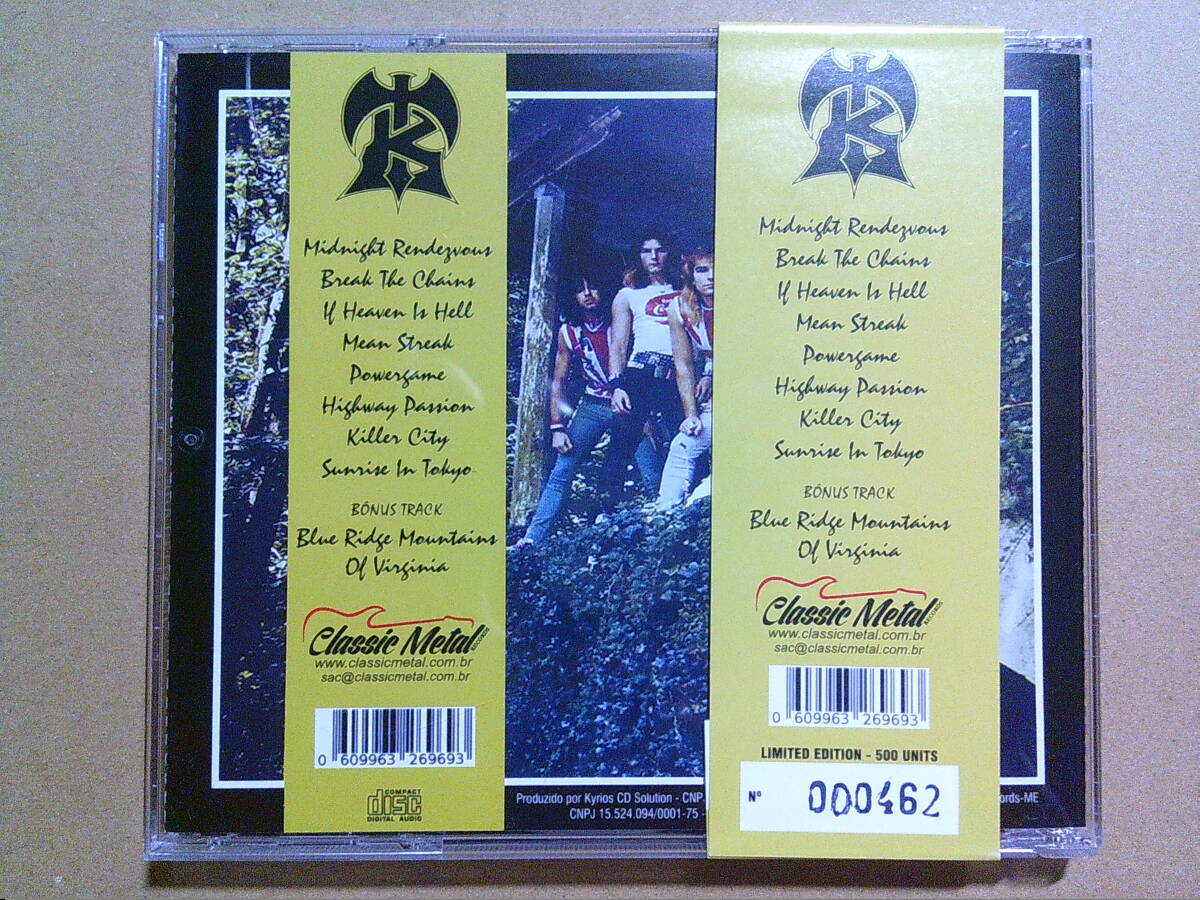 Midnight Rendezvous
Break The Chains
If Heaven Is Hell
Mean Streak
Powergame
Highway Passion
Killer City
Sunrise In Tokyo
BÔNUS TRACK
Blue Ridge Mountains
Of Virginia
Classic Metal RECORDS
www.classicmetal.com.br
sac@classicmetal.com.br
0 609963 269693
COMPACT
disc
DIGITAL AUDIO
Midnight Rendezvous
Break The Chains
If Heaven Is Hell
Mean Streak
Powergame
Highway Passion
Killer City
Sunrise In Tokyo
BÔNUS TRACK
Blue Ridge Mountains
Of Virginia
Classic Metal RECORDS
www.classicmetal.com.br
sac@classicmetal.com.br
0 609963 269693
LIMITED EDITION - 500 UNITS
Nº 000462
Produzido por Kyrios CD Solution - CNP
CNPJ 15.524.094/0001-75 -
ords-ME